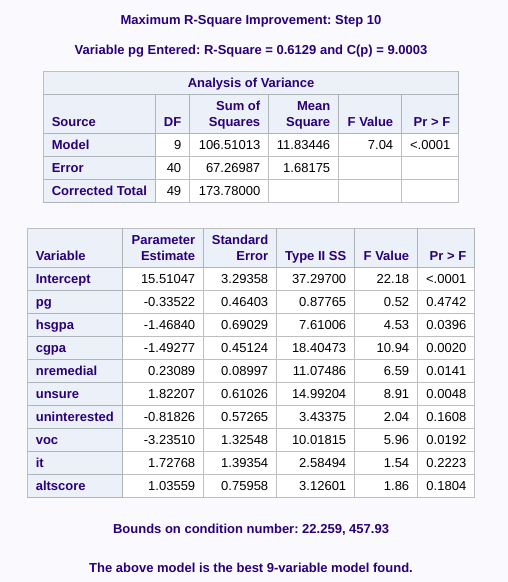 Maximum R-Square Improvement: Step 10
Variable pg Entered: R-Square = 0.6129 and C(p) = 9.0003
Analysis of Variance
Source DF Sum of Squares Mean Square F Value Pr > F
Model 9 106.51013 11.83446 7.04 <.0001
Error 40 67.26987 1.68175
Corrected Total 49 173.78000
Variable Parameter Estimate Standard Error Type II SS F Value Pr > F
Intercept 15.51047 3.29358 37.29700 22.18 <.0001
pg -0.33522 0.46403 0.87765 0.52 0.4742
hsgpa -1.46840 0.69029 7.61006 4.53 0.0396
cgpa -1.49277 0.45124 18.40473 10.94 0.0020
nremedial 0.23089 0.08997 11.07486 6.59 0.0141
unsure 1.82207 0.61026 14.99204 8.91 0.0048
uninterested -0.81826 0.57265 3.43375 2.04 0.1608
voc -3.23510 1.32548 10.01815 5.96 0.0192
it 1.72768 1.39354 2.58494 1.54 0.2223
altscore 1.03559 0.75958 3.12601 1.86 0.1804
Bounds on condition number: 22.259, 457.93
The above model is the best 9-variable model found.